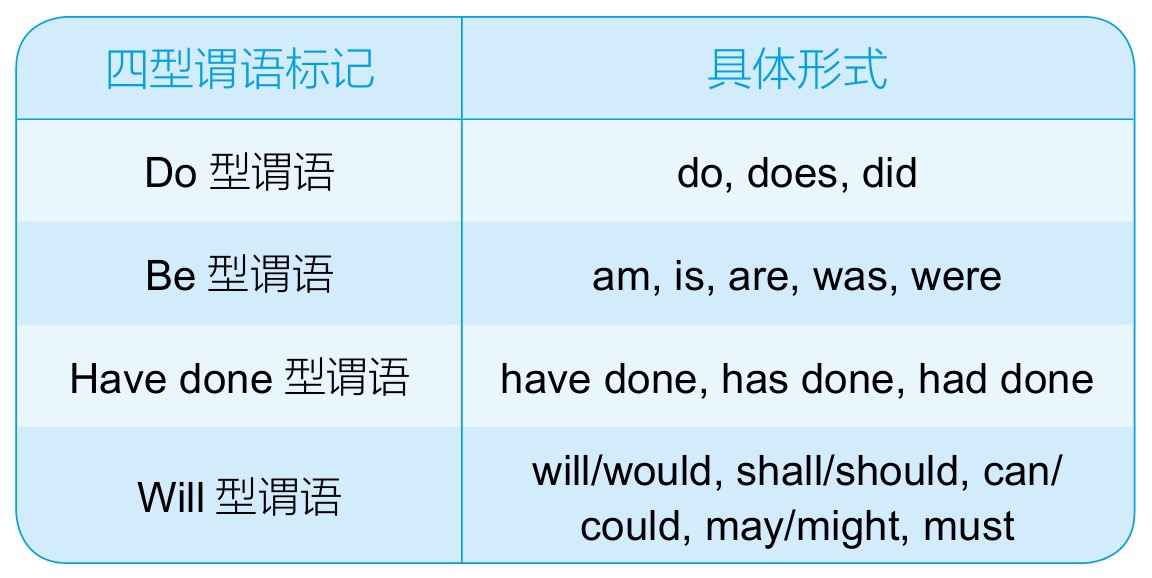 四型谓语标记 具体形式
Do 型谓语 do, does, did
Be 型谓语 am, is, are, was, were
Have done 型谓语 have done, has done, had done
Will 型谓语 will/would, shall/should, can/
could, may/might, must